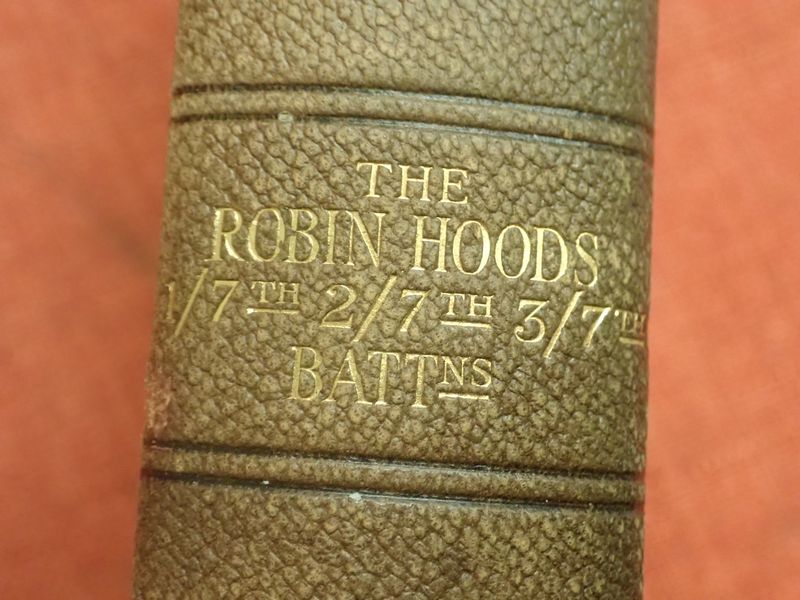 THE
ROBIN HOODS
1/7TH 2/7TH 3/7TH
BATTNS